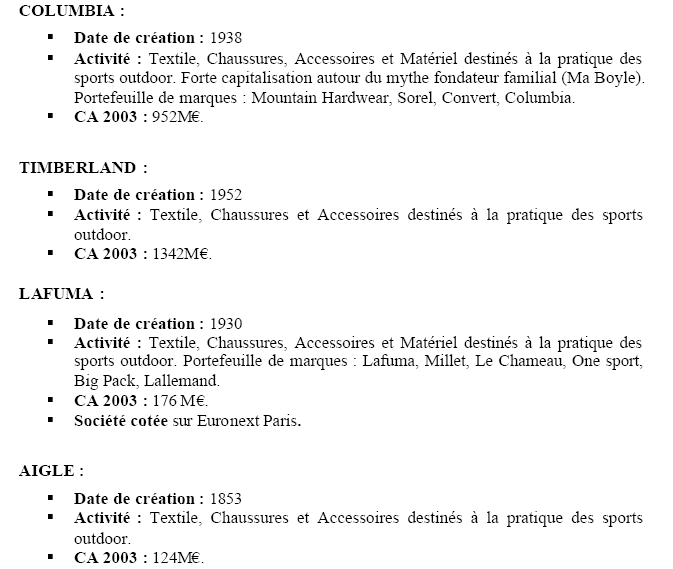 COLUMBIA :
▪ Date de création : 1938
▪ Activité : Textile, Chaussures, Accessoires et Matériel destinés à la pratique des
sports outdoor. Forte capitalisation autour du mythe fondateur familial (Ma Boyle).
Portefeuille de marques : Mountain Hardwear, Sorel, Convert, Columbia.
▪ CA 2003 : 952M€.
TIMBERLAND :
▪ Date de création : 1952
▪ Activité : Textile, Chaussures et Accessoires destinés à la pratique des sports
outdoor.
▪ CA 2003 : 1342M€.
LAFUMA :
▪ Date de création : 1930
▪ Activité : Textile, Chaussures, Accessoires et Matériel destinés à la pratique des
sports outdoor. Portefeuille de marques : Lafuma, Millet, Le Chameau, One sport,
Big Pack, Lallemand.
▪ CA 2003 : 176 M€.
▪ Société cotée sur Euronext Paris.
AIGLE :
▪ Date de création : 1853
▪ Activité : Textile, Chaussures et Accessoires destinés à la pratique des sports
outdoor.
▪ CA 2003 : 124M€.